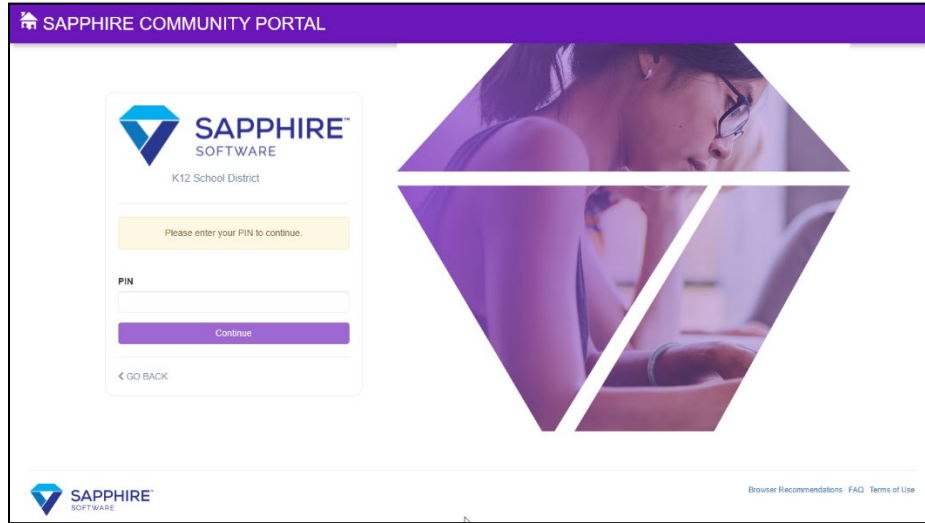 SAPPHIRE COMMUNITY PORTAL
SAPPHIRE™
SOFTWARE
K12 School District
Please enter your PIN to continue.
PIN
Continue
GO BACK
SAPPHIRE™
SOFTWARE
Browser Recommendations FAQ Terms of Use